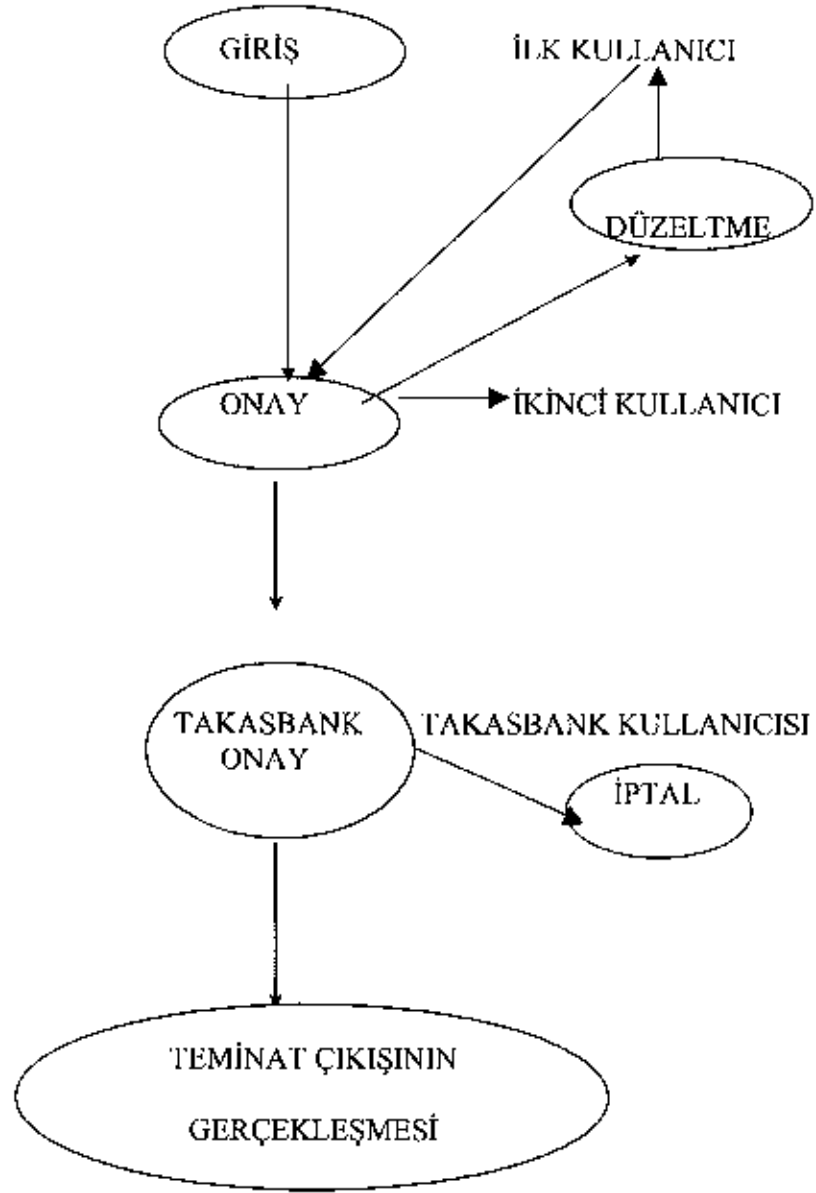 GİRİŞ
İLK KULLANICI
DÜZELTME
ONAY
İKİNCİ KULLANICI
TAKASBANK
ONAY
TAKASBANK KULLANICISI
İPTAL
TEMİNAT ÇIKIŞININ
GERÇEKLEŞMESİ